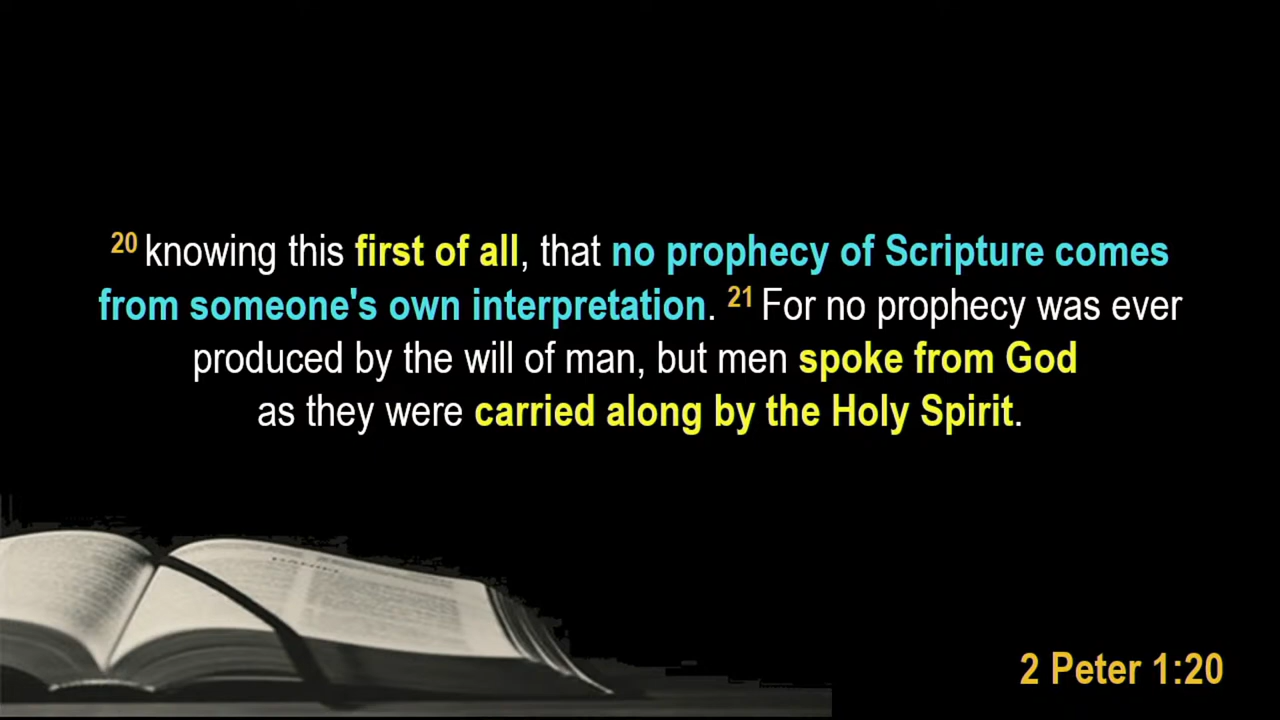 20 knowing this first of all, that no prophecy of Scripture comes
from someone's own interpretation. 21 For no prophecy was ever
produced by the will of man, but men spoke from God
as they were carried along by the Holy Spirit.
2 Peter 1:20